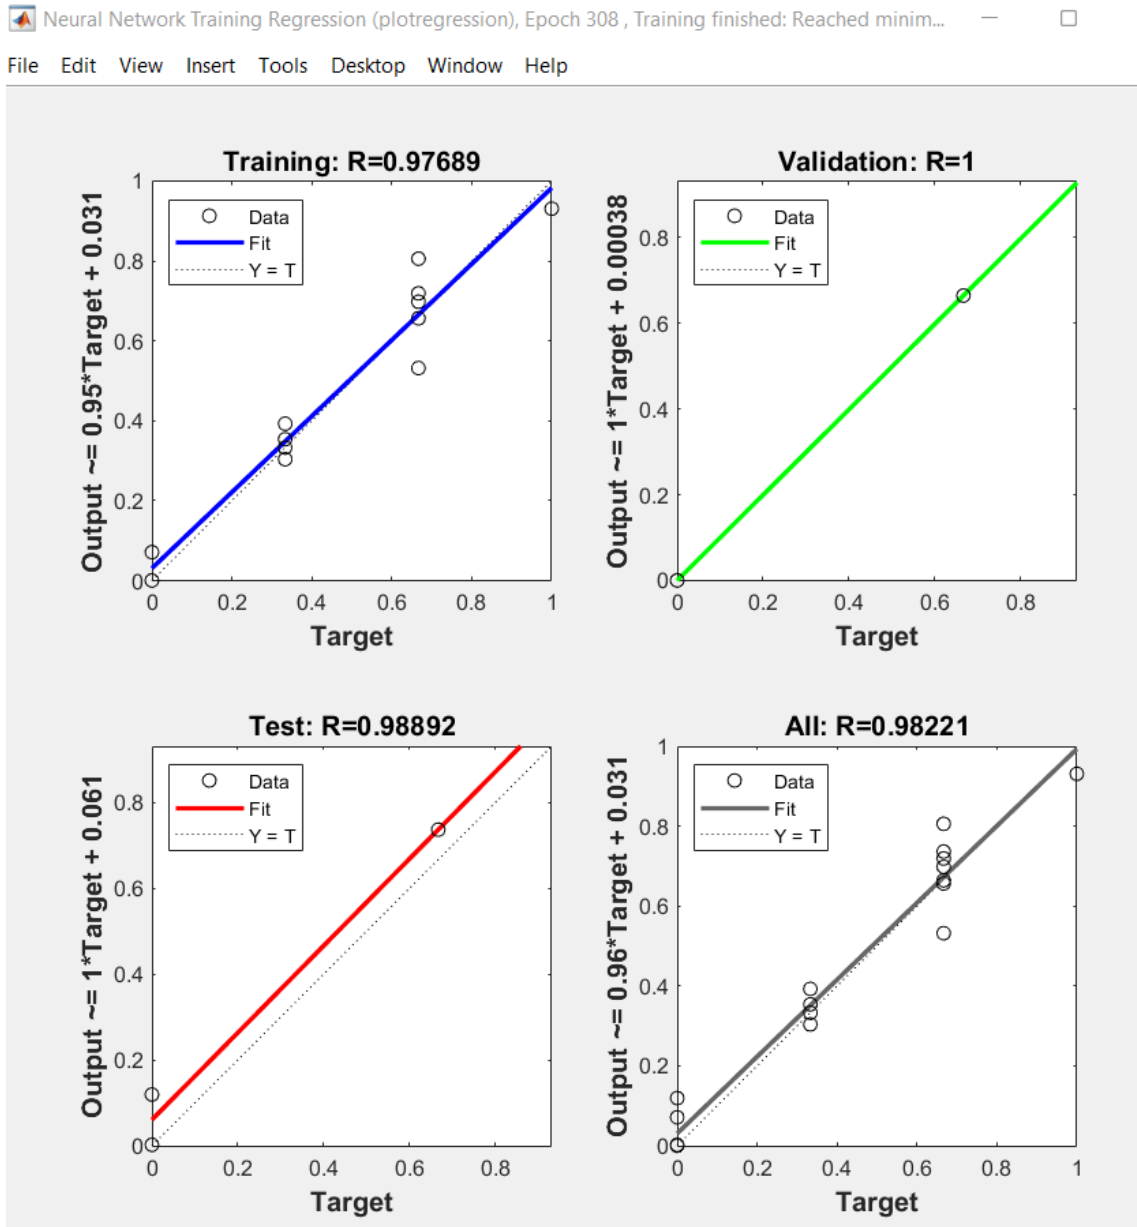 Neural Network Training Regression (plotregression), Epoch 308 , Training finished: Reached minim...
File Edit View Insert Tools Desktop Window Help
Training: R=0.97689
Output ~= 0.95*Target + 0.031
Data
Fit
Y = T
1
0.8
0.6
0.4
0.2
0
0 0.2 0.4 0.6 0.8 1
Target
Validation: R=1
Output ~= 1*Target + 0.00038
Data
Fit
Y = T
0.8
0.6
0.4
0.2
0
0 0.2 0.4 0.6 0.8
Target
Test: R=0.98892
Output ~= 1*Target + 0.061
Data
Fit
Y = T
0.8
0.6
0.4
0.2
0
0 0.2 0.4 0.6 0.8
Target
All: R=0.98221
Output ~= 0.96*Target + 0.031
Data
Fit
Y = T
1
0.8
0.6
0.4
0.2
0
0 0.2 0.4 0.6 0.8 1
Target